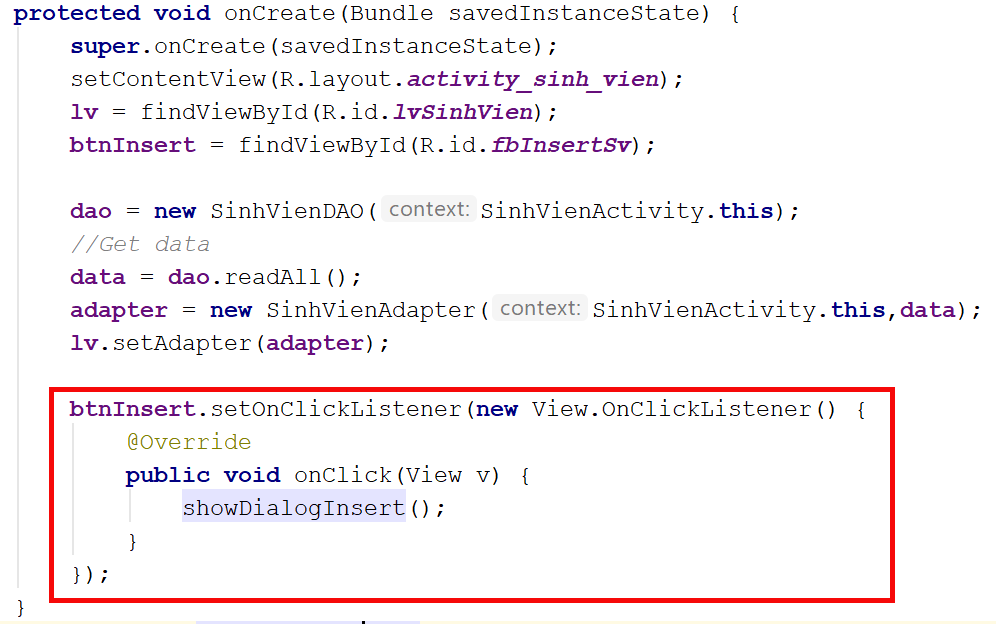 protected void onCreate(Bundle savedInstanceState) {
super.onCreate(savedInstanceState);
setContentView(R.layout.activity_sinh_vien);
lv = findViewById(R.id.lvSinhVien);
btnInsert = findViewById(R.id.fbInsertSv);
dao = new SinhVienDAO( context: SinhVienActivity.this);
//Get data
data = dao.readAll();
adapter = new SinhVienAdapter( context: SinhVienActivity.this,data);
lv.setAdapter(adapter);
btnInsert.setOnClickListener(new View.OnClickListener() {
@Override
public void onClick(View v) {
showDialogInsert();
}
});
}